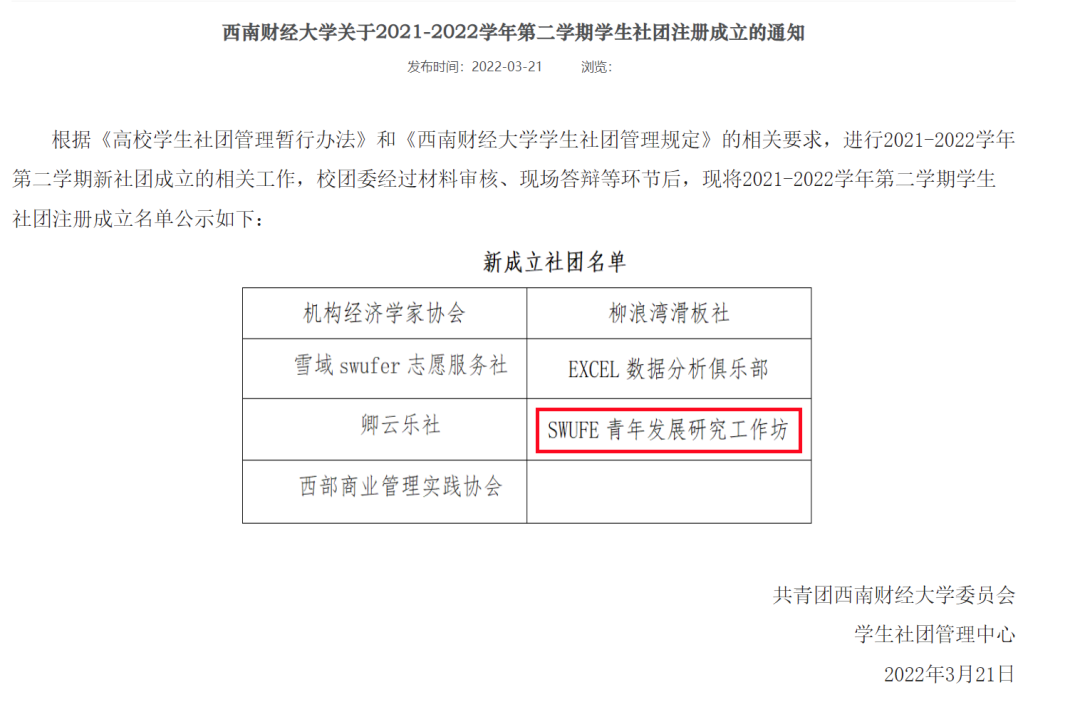 西南财经大学关于2021-2022学年第二学期学生社团注册成立的通知
发布时间：2022-03-21 浏览：
根据《高校学生社团管理暂行办法》和《西南财经大学学生社团管理规定》的相关要求，进行2021-2022学年
第二学期新社团成立的相关工作，校团委经过材料审核、现场答辩等环节后，现将2021-2022学年第二学期学生
社团注册成立名单公示如下：
新成立社团名单
机构经济学家协会 柳浪湾滑板社
雪域 swufer 志愿服务社 EXCEL 数据分析俱乐部
卿云乐社 SWUFE 青年发展研究工作坊
西部商业管理实践协会
共青团西南财经大学委员会
学生社团管理中心
2022年3月21日